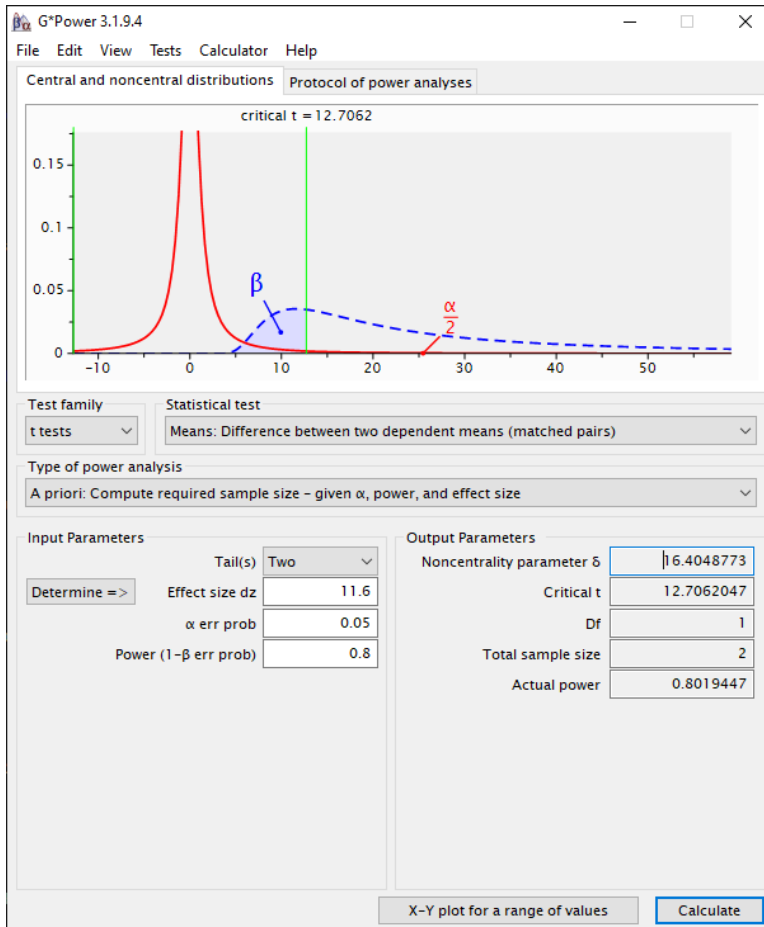 G*Power 3.1.9.4
File Edit View Tests Calculator Help
Central and noncentral distributions Protocol of power analyses
critical t = 12.7062
0.15
0.1
0.05
0
β
α
2
-10 0 10 20 30 40 50
Test family Statistical test
t tests Means: Difference between two dependent means (matched pairs)
Type of power analysis
A priori: Compute required sample size - given α, power, and effect size
Input Parameters Output Parameters
Tail(s) Two Noncentrality parameter δ 16.4048773
Determine => Effect size dz 11.6 Critical t 12.7062047
α err prob 0.05 Df 1
Power (1-β err prob) 0.8 Total sample size 2
Actual power 0.8019447
X-Y plot for a range of values Calculate